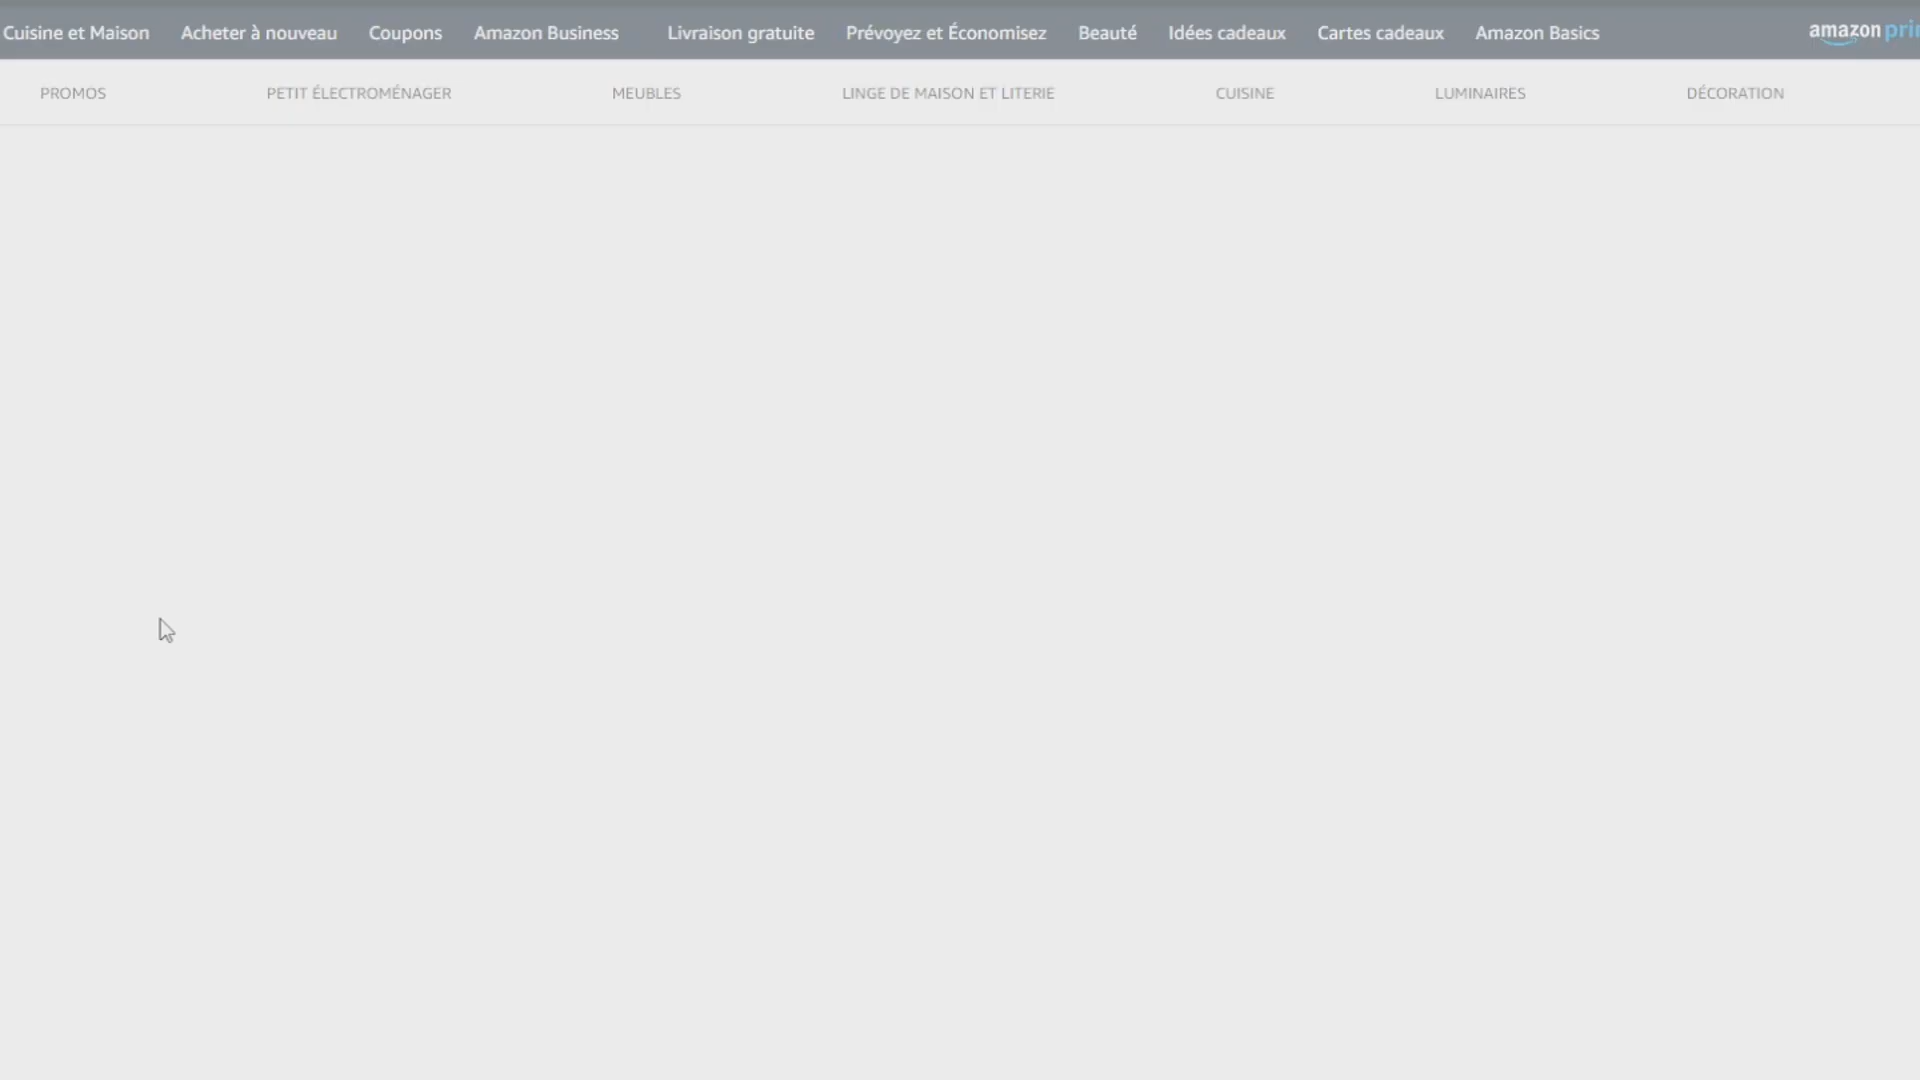 Cuisine et Maison Acheter à nouveau Coupons Amazon Business Livraison gratuite Prévoyez et Économisez Beauté Idées cadeaux Cartes cadeaux Amazon Basics amazon
PROMOS PETIT ÉLECTROMÉNAGER MEUBLES LINGE DE MAISON ET LITERIE CUISINE LUMINAIRES DÉCORATION